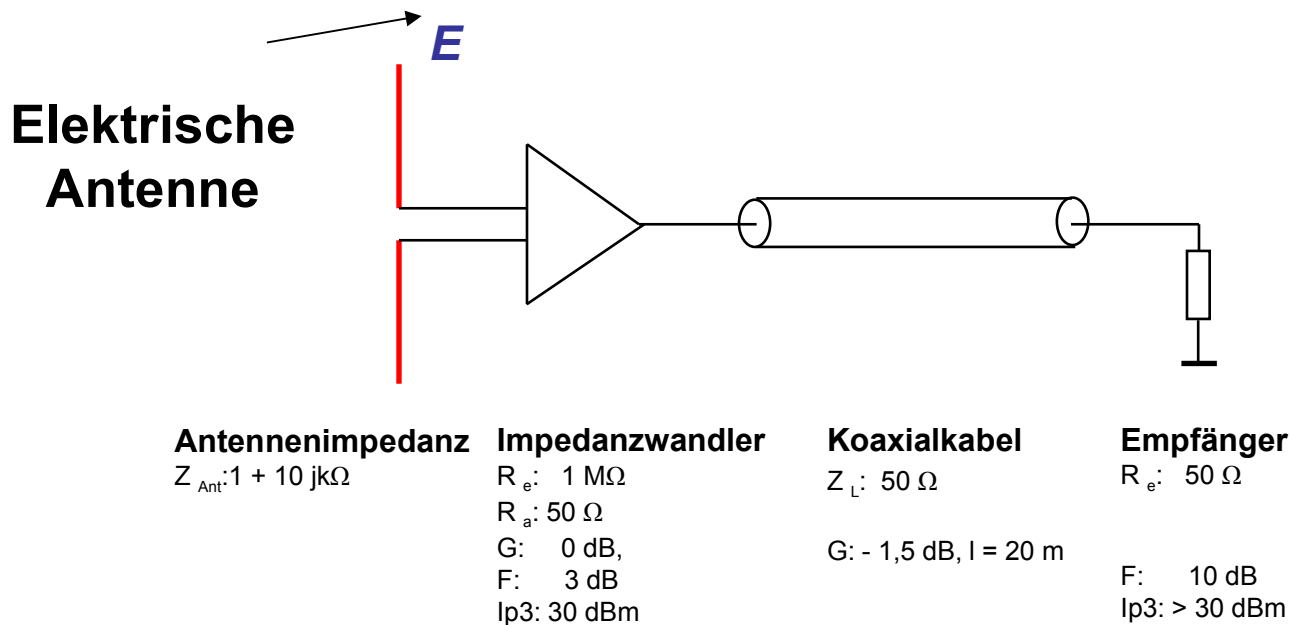 E
Elektrische
Antenne
Antennenimpedanz
Z Ant:1 + 10 jkΩ
Impedanzwandler
R e: 1 MΩ
R a: 50 Ω
G: 0 dB,
F: 3 dB
Ip3: 30 dBm
Koaxialkabel
Z L: 50 Ω
G: - 1,5 dB, l = 20 m
Empfänger
R e: 50 Ω
F: 10 dB
Ip3: > 30 dBm